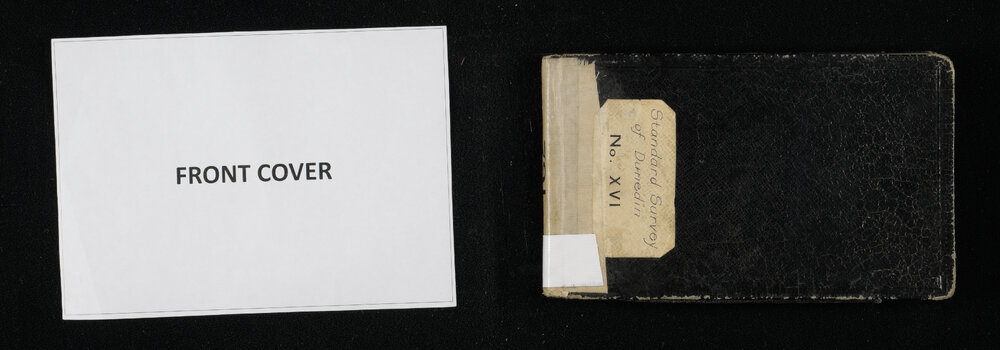 FRONT COVER
Standard Survey
of Dunedin
No. XVI